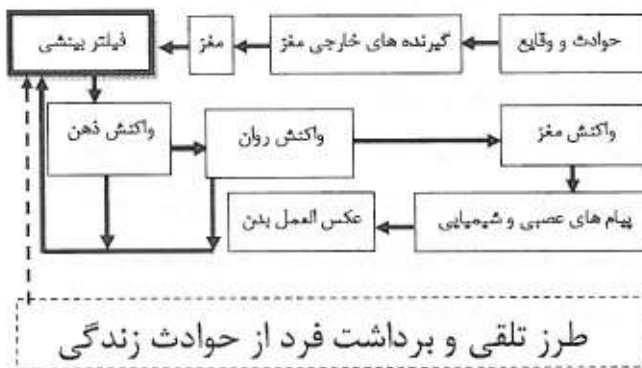 حوادث و وقایع
گیرنده های خارجی مغز
مغز
فیلتر بینشی
واکنش ذهن
واکنش روان
واکنش مغز
پیام های عصبی و شیمیایی
عکس العمل بدن
طرز تلقی و برداشت فرد از حوادث زندگی